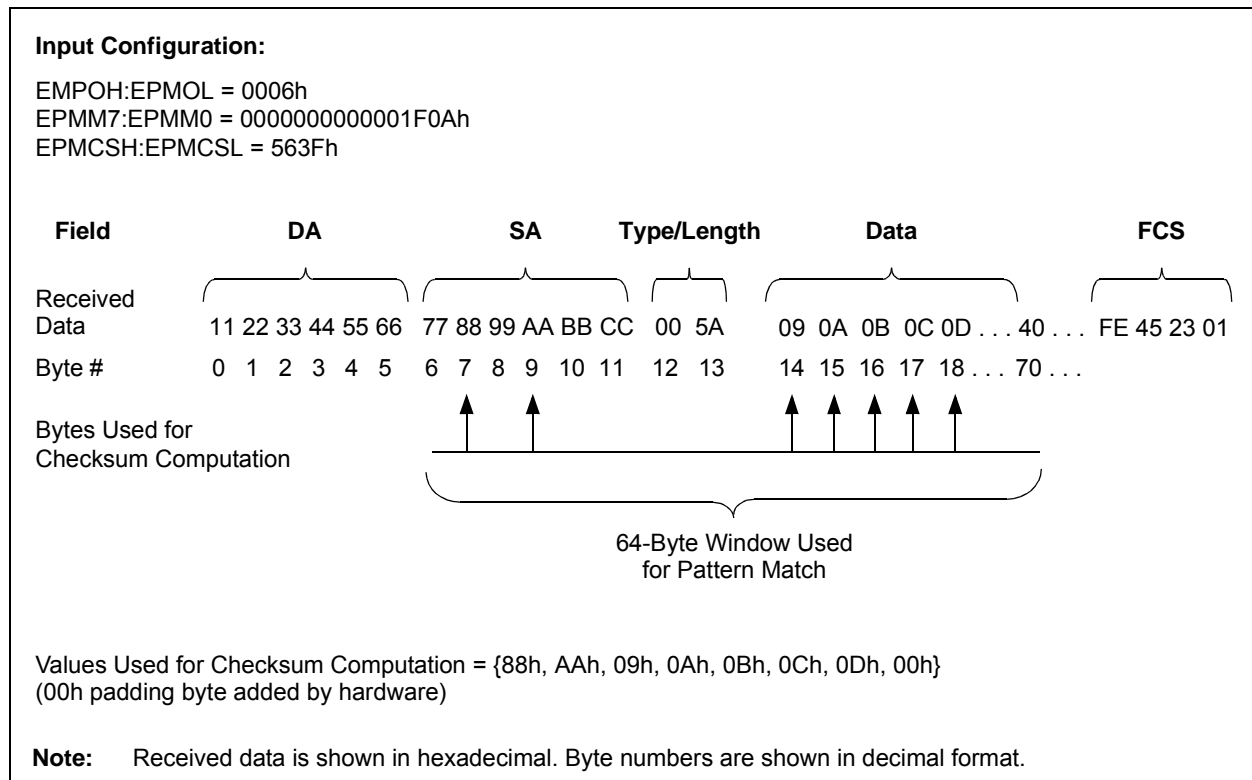 Input Configuration:
EMPOH:EPMOL = 0006h
EPMM7:EPMM0 = 0000000000001F0Ah
EPMCSH:EPMCSL = 563Fh
Field DA SA Type/Length Data FCS
Received
Data 11 22 33 44 55 66 77 88 99 AA BB CC 00 5A 09 0A 0B 0C 0D . . . 40 . . . FE 45 23 01
Byte # 0 1 2 3 4 5 6 7 8 9 10 11 12 13 14 15 16 17 18 . . . 70 . . .
Bytes Used for
Checksum Computation
64-Byte Window Used
for Pattern Match
Values Used for Checksum Computation = {88h, AAh, 09h, 0Ah, 0Bh, 0Ch, 0Dh, 00h}
(00h padding byte added by hardware)
Note: Received data is shown in hexadecimal. Byte numbers are shown in decimal format.